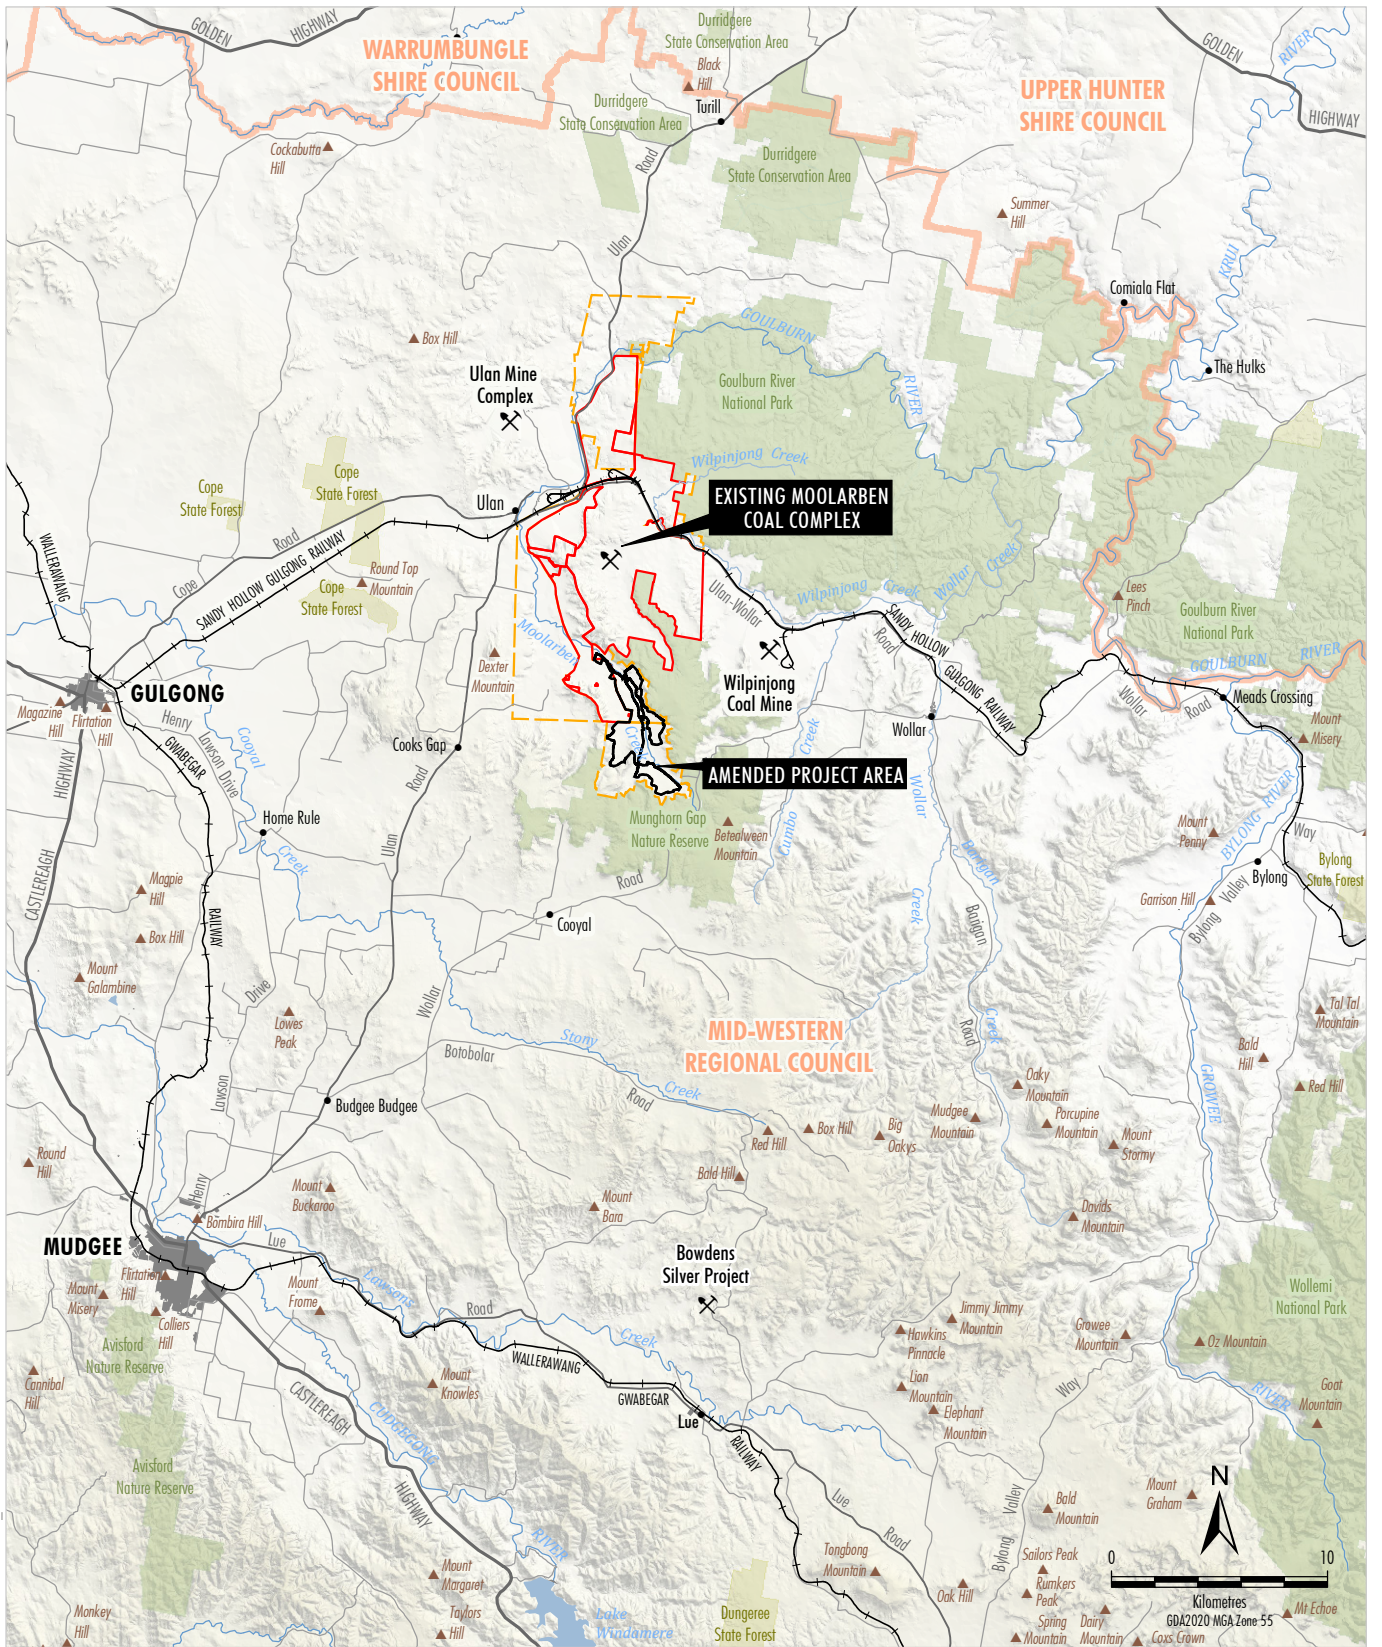 GOLDEN
HIGHWAY
WARRUMBUNGLE
SHIRE COUNCIL
Durridgere
State Conservation Area
Black
Hill
Turill
GOLDEN
HIGHWAY
RIVER
UPPER HUNTER
SHIRE COUNCIL
Durridgere
State Conservation Area
Cockabutta
Hill
Road
Durridgere
State Conservation Area
Summer
Hill
Ulan
KRUI
Comiala Flat
GOULBURN
RIVER
Box Hill
The Hulks
Ulan Mine
Complex
Goulburn River
National Park
Wilpinjong Creek
Cope
State Forest
Cope
State Forest
EXISTING MOOLARBEN
COAL COMPLEX
Ulan
Road
WALLERAWANG
SANDY HOLLOW GULGONG RAILWAY
Cope
Round Top
Mountain
Cope
State Forest
Ulan-Wollar
Wilpinjong Creek
Wollar Creek
Lees
Pinch
Goulburn River
National Park
Moolarben
SANDY HOLLOW
GULGONG RAILWAY
Road
GOULBURN
RIVER
Dexter
Mountain
Wilpinjong
Coal Mine
GULGONG
Magazine
Hill
Flirtation
Hill
Henry
Lawson Drive
Wollar
Road
Meads Crossing
Mount
Misery
Wollar
Cooyal
Creek
Cooks Gap
Creek
GWABEGAR
HIGHWAY
Road
AMENDED PROJECT AREA
Wollar
BYLONG RIVER
Home Rule
Munghorn Gap
Nature Reserve
Betealween
Mountain
Cumbo
Mount
Penny
Way
Ulan
Creek
Barigan
Bylong
Bylong
State Forest
CASTLEREAGH
Magpie
Hill
Road
Creek
Garrison Hill
Bylong Valley
RAILWAY
Cooyal
Barigan
Box Hill
Mount
Galambine
Drive
Wollar
Lowes
Peak
Stony
MID-WESTERN
REGIONAL COUNCIL
Road
Creek
Tal Tal
Mountain
Bald
Hill
Botobolar
Lawson
Creek
Road
Oaky
Mountain
GROWEE
Red Hill
Budgee Budgee
Red Hill
Box Hill
Big
Oakys
Mudgee
Mountain
Porcupine
Mountain
Mount
Stormy
Round
Hill
Henry
Mount
Buckaroo
Bald Hill
Mount
Bara
Davids
Mountain
Bombira Hill
MUDGEE
Lue
Bowdens
Silver Project
Flirtation
Hill
Mount
Misery
Mount
Frome
Lawsons
Road
Creek
Wollemi
National Park
Colliers
Hill
Jimmy Jimmy
Mountain
Hawkins
Pinnacle
Growee
Mountain
Oz Mountain
Avisford
Nature Reserve
WALLERAWANG
GWABEGAR
RAILWAY
Cannibal
Hill
Mount
Knowles
Lion
Mountain
Way
RIVER
Goat
Mountain
CASTLEREAGH
HIGHWAY
CUDGEGONG
RIVER
Lue
Elephant
Mountain
Avisford
Nature Reserve
Lue
Road
Valley
Bylong
Bald
Mountain
Mount
Graham
N
Tongbong
Mountain
Sailors Peak
0
10
Kilometres
GDA2020 MGA Zone 55
Mount
Margaret
Oak Hill
Rumkers
Peak
Mt Echoe
Monkey
Hill
Taylors
Hill
Lake
Windamere
Dungeree
State Forest
Spring
Mountain
Dairy
Mountain
Coxs Crown